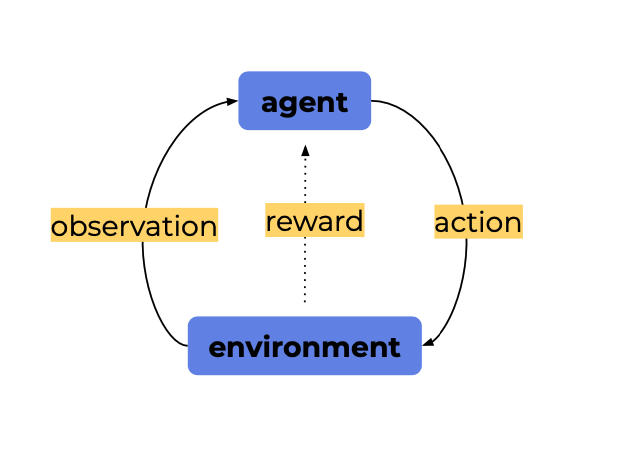 agent
observation
reward
action
environment